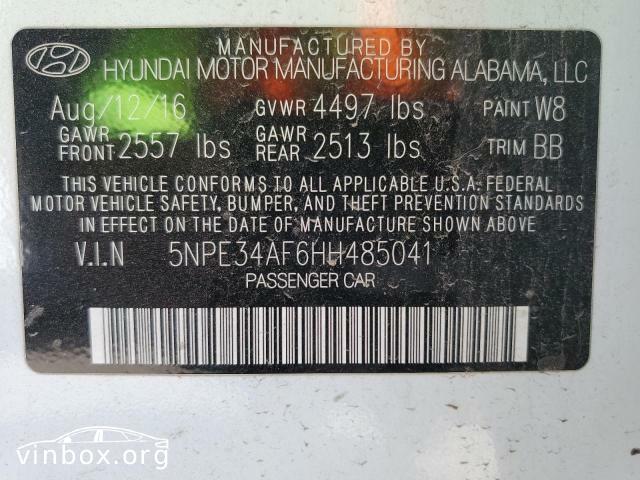 MANUFACTURED BY
HYUNDAI MOTOR MANUFACTURING ALABAMA, LLC
Aug/12/16 GVWR 4497 lbs PAINT W8
GAWR FRONT 2557 lbs GAWR REAR 2513 lbs TRIM BB
THIS VEHICLE CONFORMS TO ALL APPLICABLE U.S.A. FEDERAL
MOTOR VEHICLE SAFETY, BUMPER, AND THEFT PREVENTION STANDARDS
IN EFFECT ON THE DATE OF MANUFACTURE SHOWN ABOVE
V.I.N 5NPE34AF6HH485041
PASSENGER CAR
vinbox.org